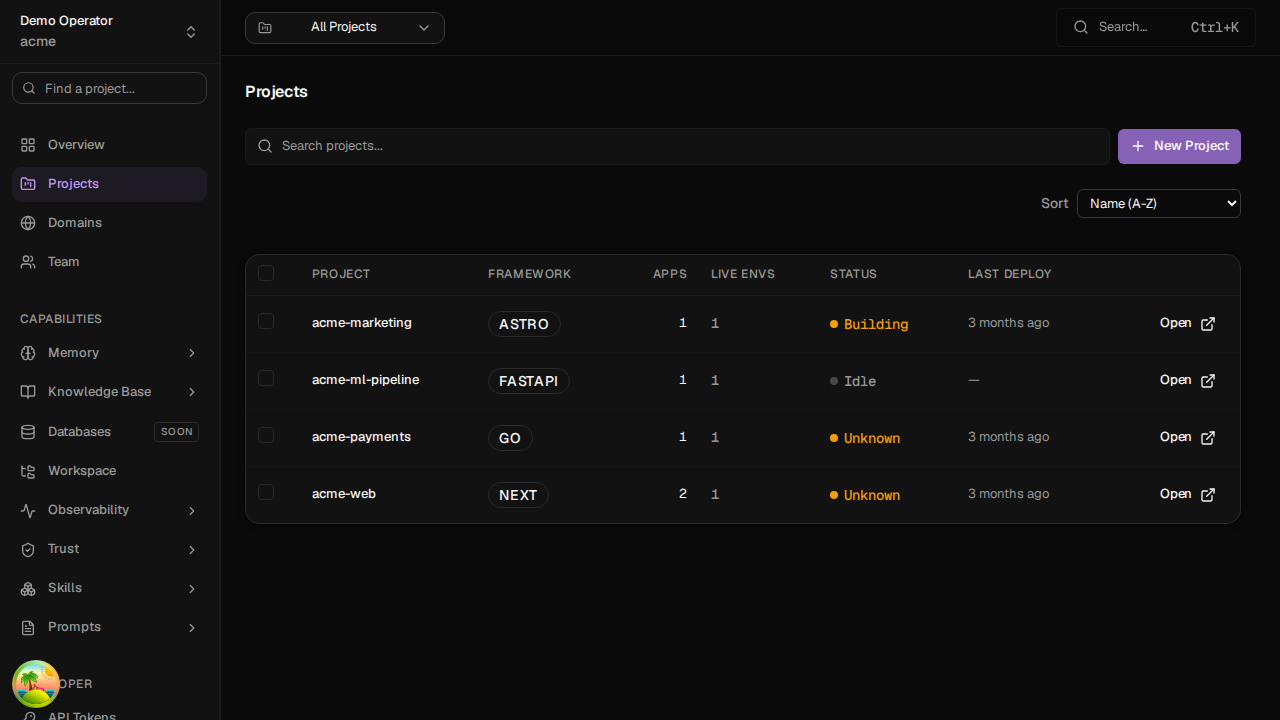 Demo Operator
acme
Find a project...
Overview
Projects
Domains
Team
CAPABILITIES
Memory
Knowledge Base
Databases SOON
Workspace
Observability
Trust
Skills
Prompts
OPER
API Tokens
All Projects
Search... Ctrl+K
Projects
Search projects...
New Project
Sort Name (A-Z)
PROJECT FRAMEWORK APPS LIVE ENVS STATUS LAST DEPLOY
acme-marketing ASTRO 1 1 Building 3 months ago Open
acme-ml-pipeline FASTAPI 1 1 Idle — Open
acme-payments GO 1 1 Unknown 3 months ago Open
acme-web NEXT 2 1 Unknown 3 months ago Open